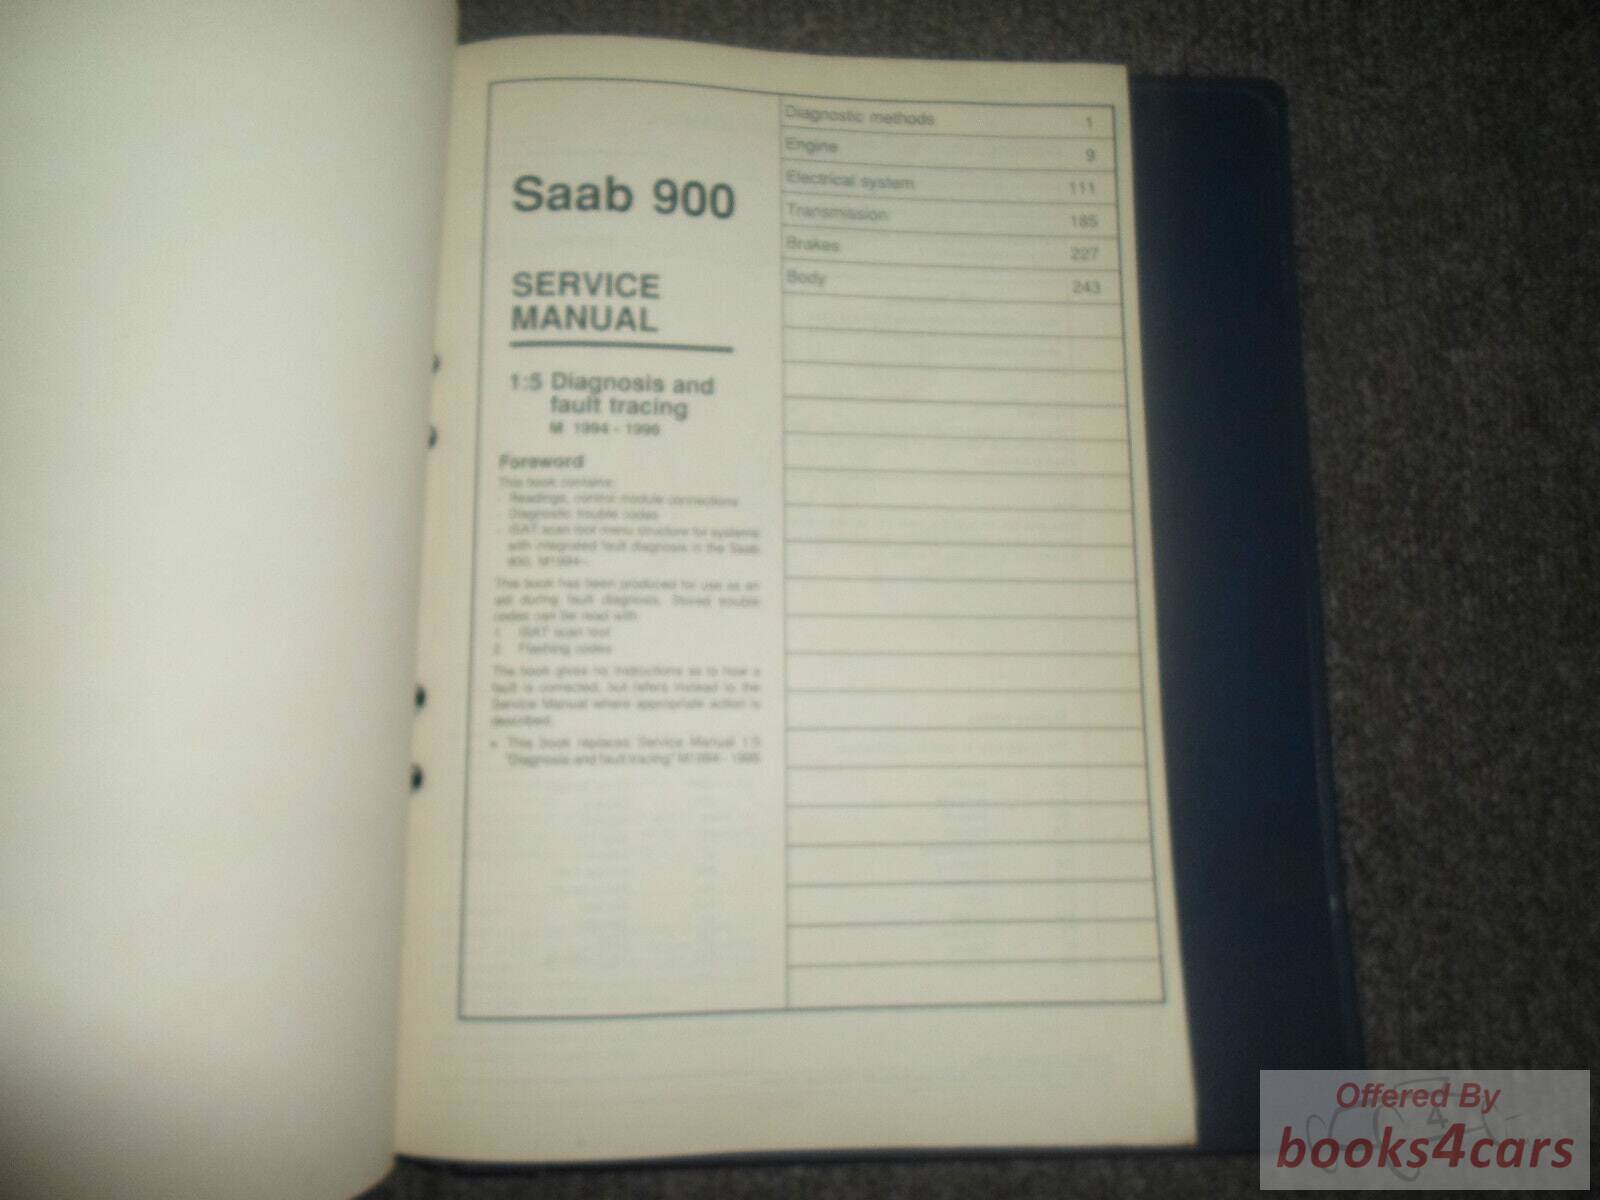 Saab 900
SERVICE
MANUAL
1:5 Diagnosis and
fault tracing
M 1994 - 1996
Foreword
This book contains:
- Readings, control module connections
- Diagnostic trouble codes
- ISAT scan tool menu structure for systems
with integrated fault diagnosis in the Saab
900, M1994-.
This book has been produced for use as an
aid during fault diagnosis. Stored trouble
codes can be read with
1 ISAT scan tool
2 Flashing codes
The book gives no instructions as to how a
fault is corrected, but refers instead to the
Service Manual where appropriate action is
described.
This book replaces Service Manual 1:5
"Diagnosis and fault tracing" M1994 - 1995
Diagnostic methods 1
Engine 9
Electrical system 111
Transmission 185
Brakes 227
Body 243
Offered By
books4cars